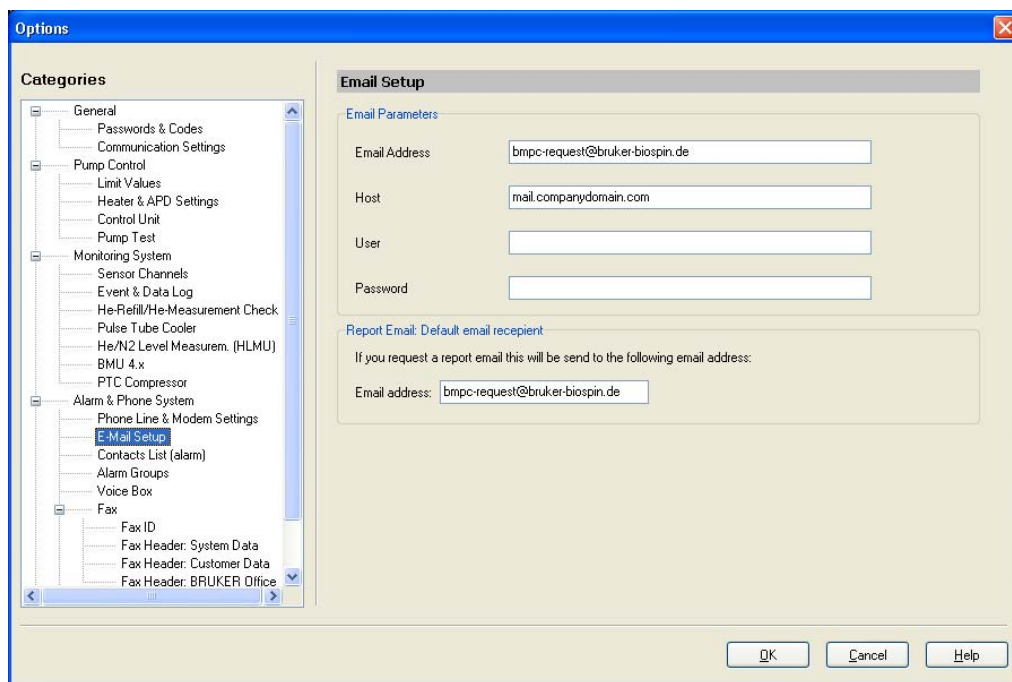 Options
Categories
General
Passwords & Codes
Communication Settings
Pump Control
Limit Values
Heater & APD Settings
Control Unit
Pump Test
Monitoring System
Sensor Channels
Event & Data Log
He-Refill/He-Measurement Check
Pulse Tube Cooler
He/N2 Level Measurem. (HLMU)
BMU 4.x
PTC Compressor
Alarm & Phone System
Phone Line & Modem Settings
E-Mail Setup
Contacts List (alarm)
Alarm Groups
Voice Box
Fax
Fax ID
Fax Header: System Data
Fax Header: Customer Data
Fax Header: BRUKER Office
Email Setup
Email Parameters
Email Address bmpc-request@bruker-biospin.de
Host mail.companydomain.com
User
Password
Report Email: Default email recepient
If you request a report email this will be send to the following email address:
Email address: bmpc-request@bruker-biospin.de
OK Cancel Help